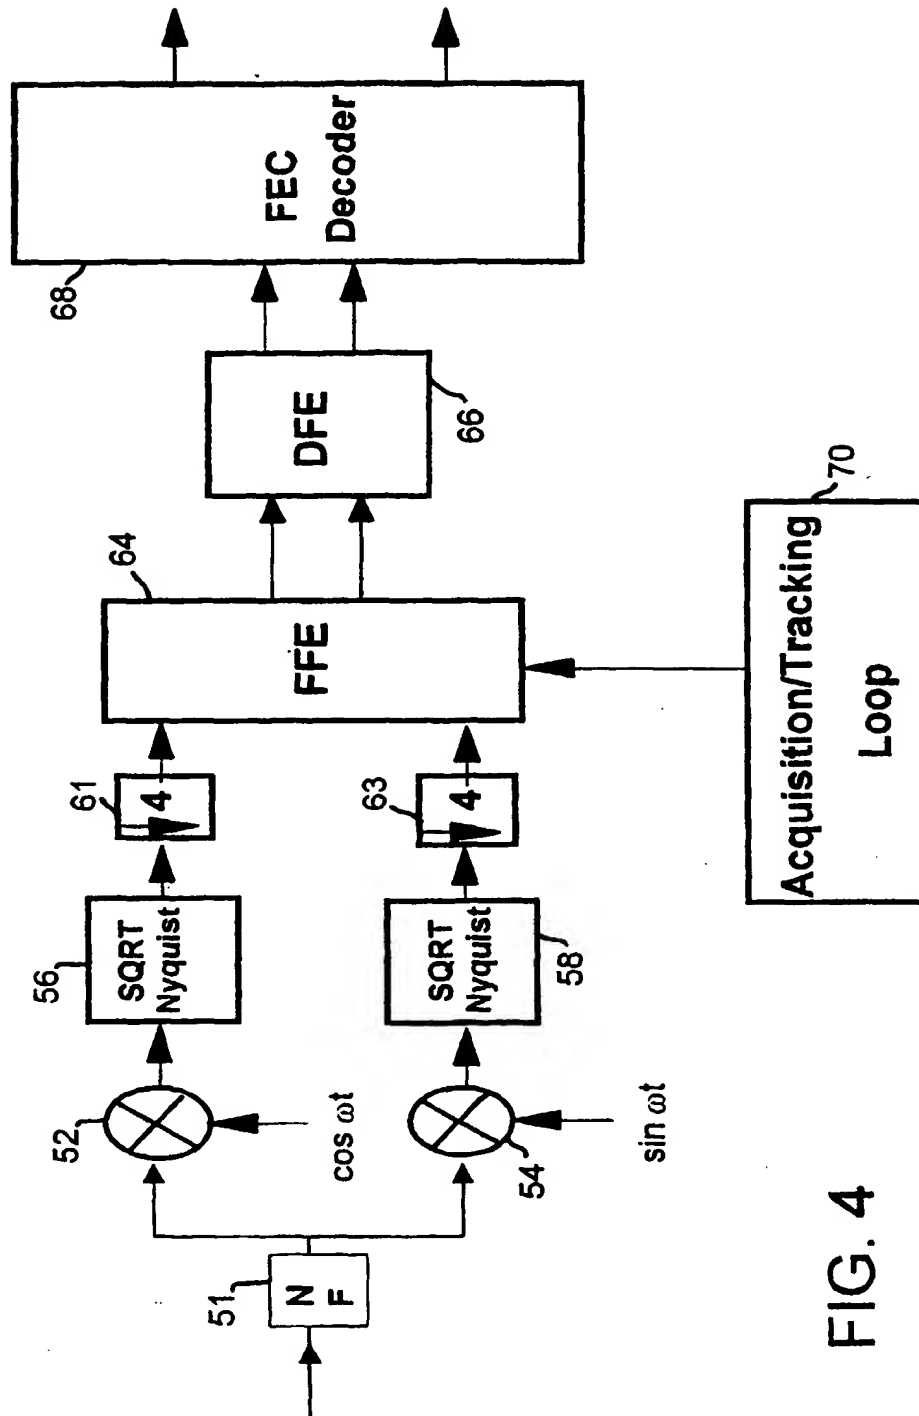 51
N
F
52
cos ωt
54
sin ωt
56
SQRT
Nyquist
58
SQRT
Nyquist
61
4
63
4
64
FFE
DFE
66
68
FEC
Decoder
70
Acquisition/Tracking
Loop
FIG. 4